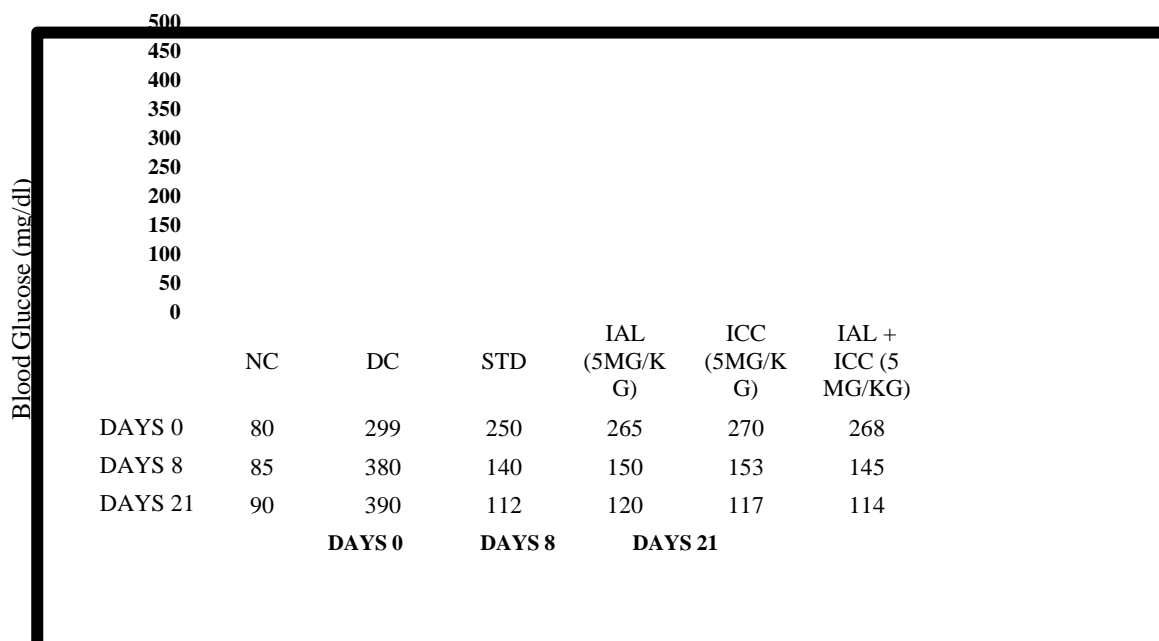 500
450
400
350
300
250
200
150
100
50
0
Blood Glucose (mg/dl)
NC DC STD IAL (5MG/K G) ICC (5MG/K G) IAL + ICC (5 MG/KG)
DAYS 0 80 299 250 265 270 268
DAYS 8 85 380 140 150 153 145
DAYS 21 90 390 112 120 117 114
DAYS 0 DAYS 8 DAYS 21